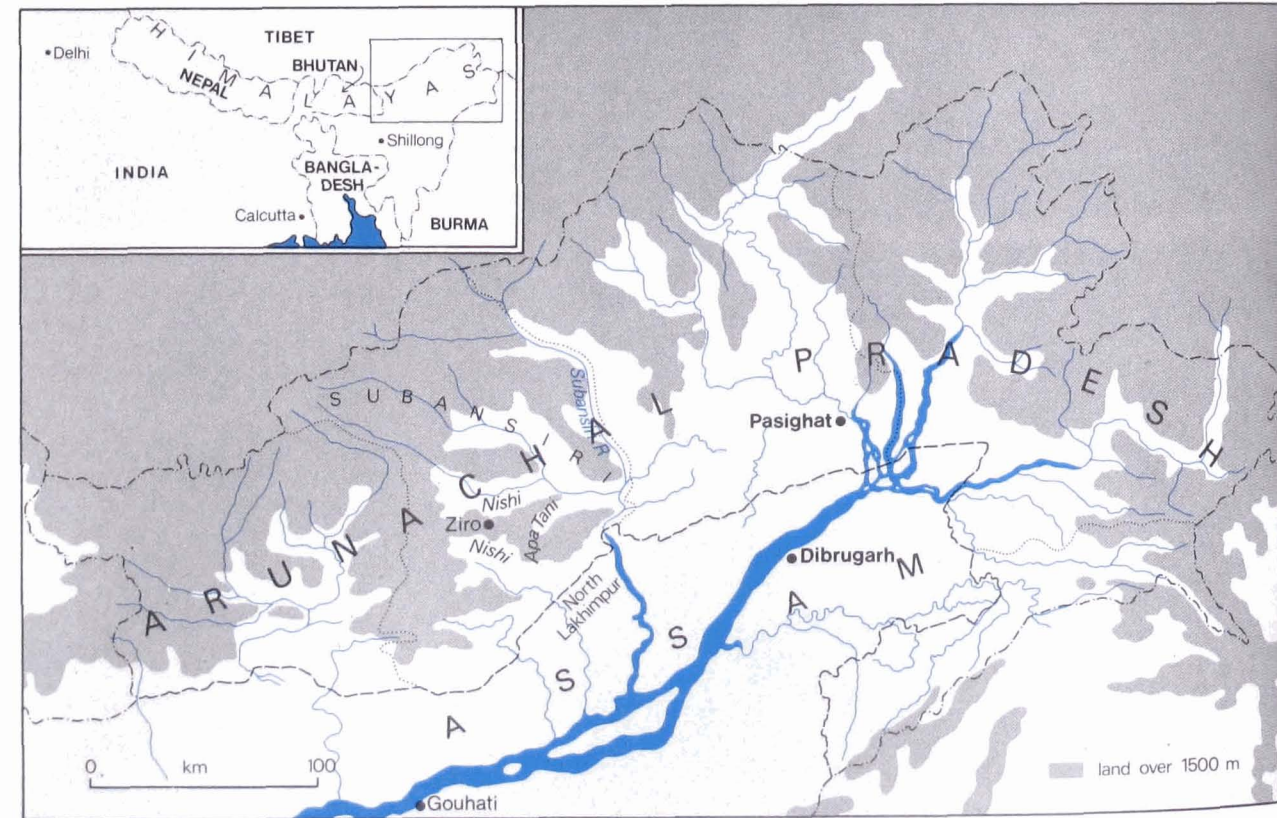 TIBET
Delhi
HIMALAYAS
NEPAL
BHUTAN
Shillong
INDIA
BANGLA-
DESH
Calcutta
BURMA
ARUNACHAL PRADESH
SUBANSIRI
Subansiri R
Pasighat
Nishi
Ziro
Apa Tani
Nishi
North
Lakhimpur
Dibrugarh
ASSAM
0 km 100
land over 1500 m
Gouhati